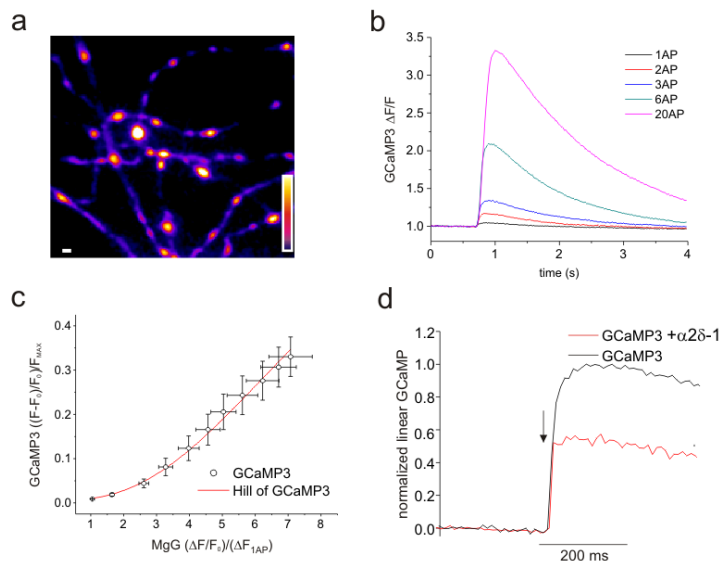 a
b
GCaMP3 ΔF/F
3.5
3.0
2.5
2.0
1.5
1.0
0
1
2
3
4
time (s)
1AP
2AP
3AP
6AP
20AP
c
GCaMP3 ((F-F₀)/F₀)/FMAX
0.4
0.3
0.2
0.1
0.0
1 2 3 4 5 6 7 8
MgG (ΔF/F₀)/(ΔF1AP)
GCaMP3
Hill of GCaMP3
d
normalized linear GCaMP
1.2
1.0
0.8
0.6
0.4
0.2
0.0
GCaMP3 +α2δ-1
GCaMP3
200 ms